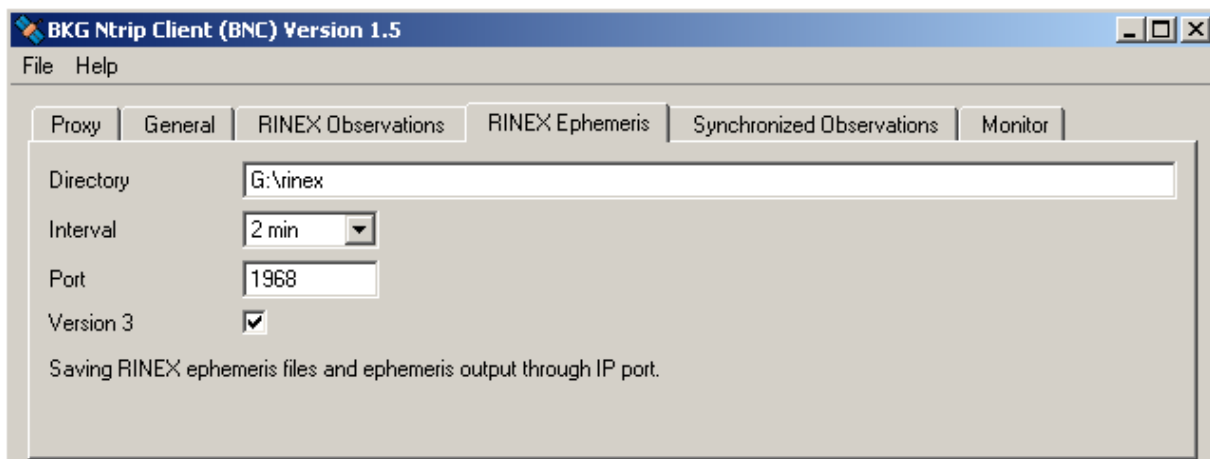 BKG Ntrip Client (BNC) Version 1.5
File Help
Proxy General RINEX Observations RINEX Ephemeris Synchronized Observations Monitor
Directory G:\rinex
Interval 2 min
Port 1968
Version 3
Saving RINEX ephemeris files and ephemeris output through IP port.